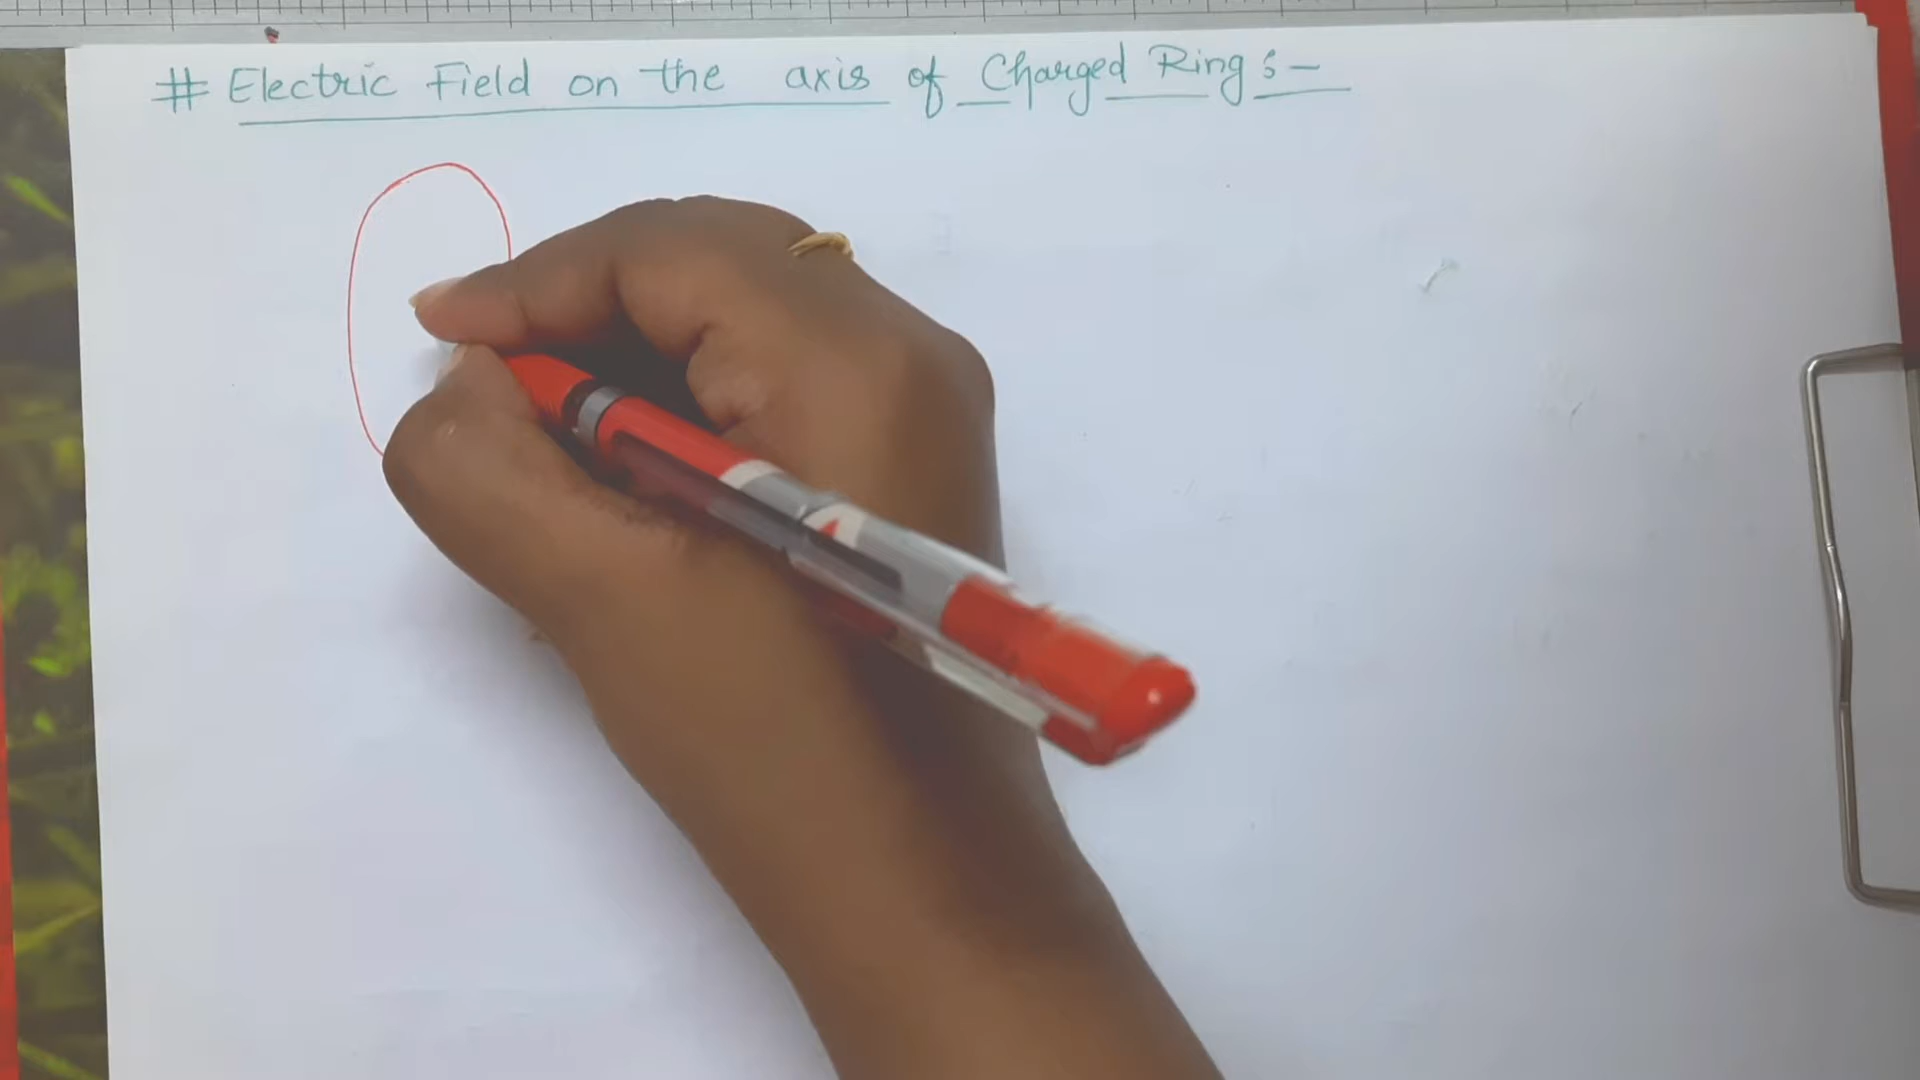 # Electric Field on the axis of Charged Ring :-